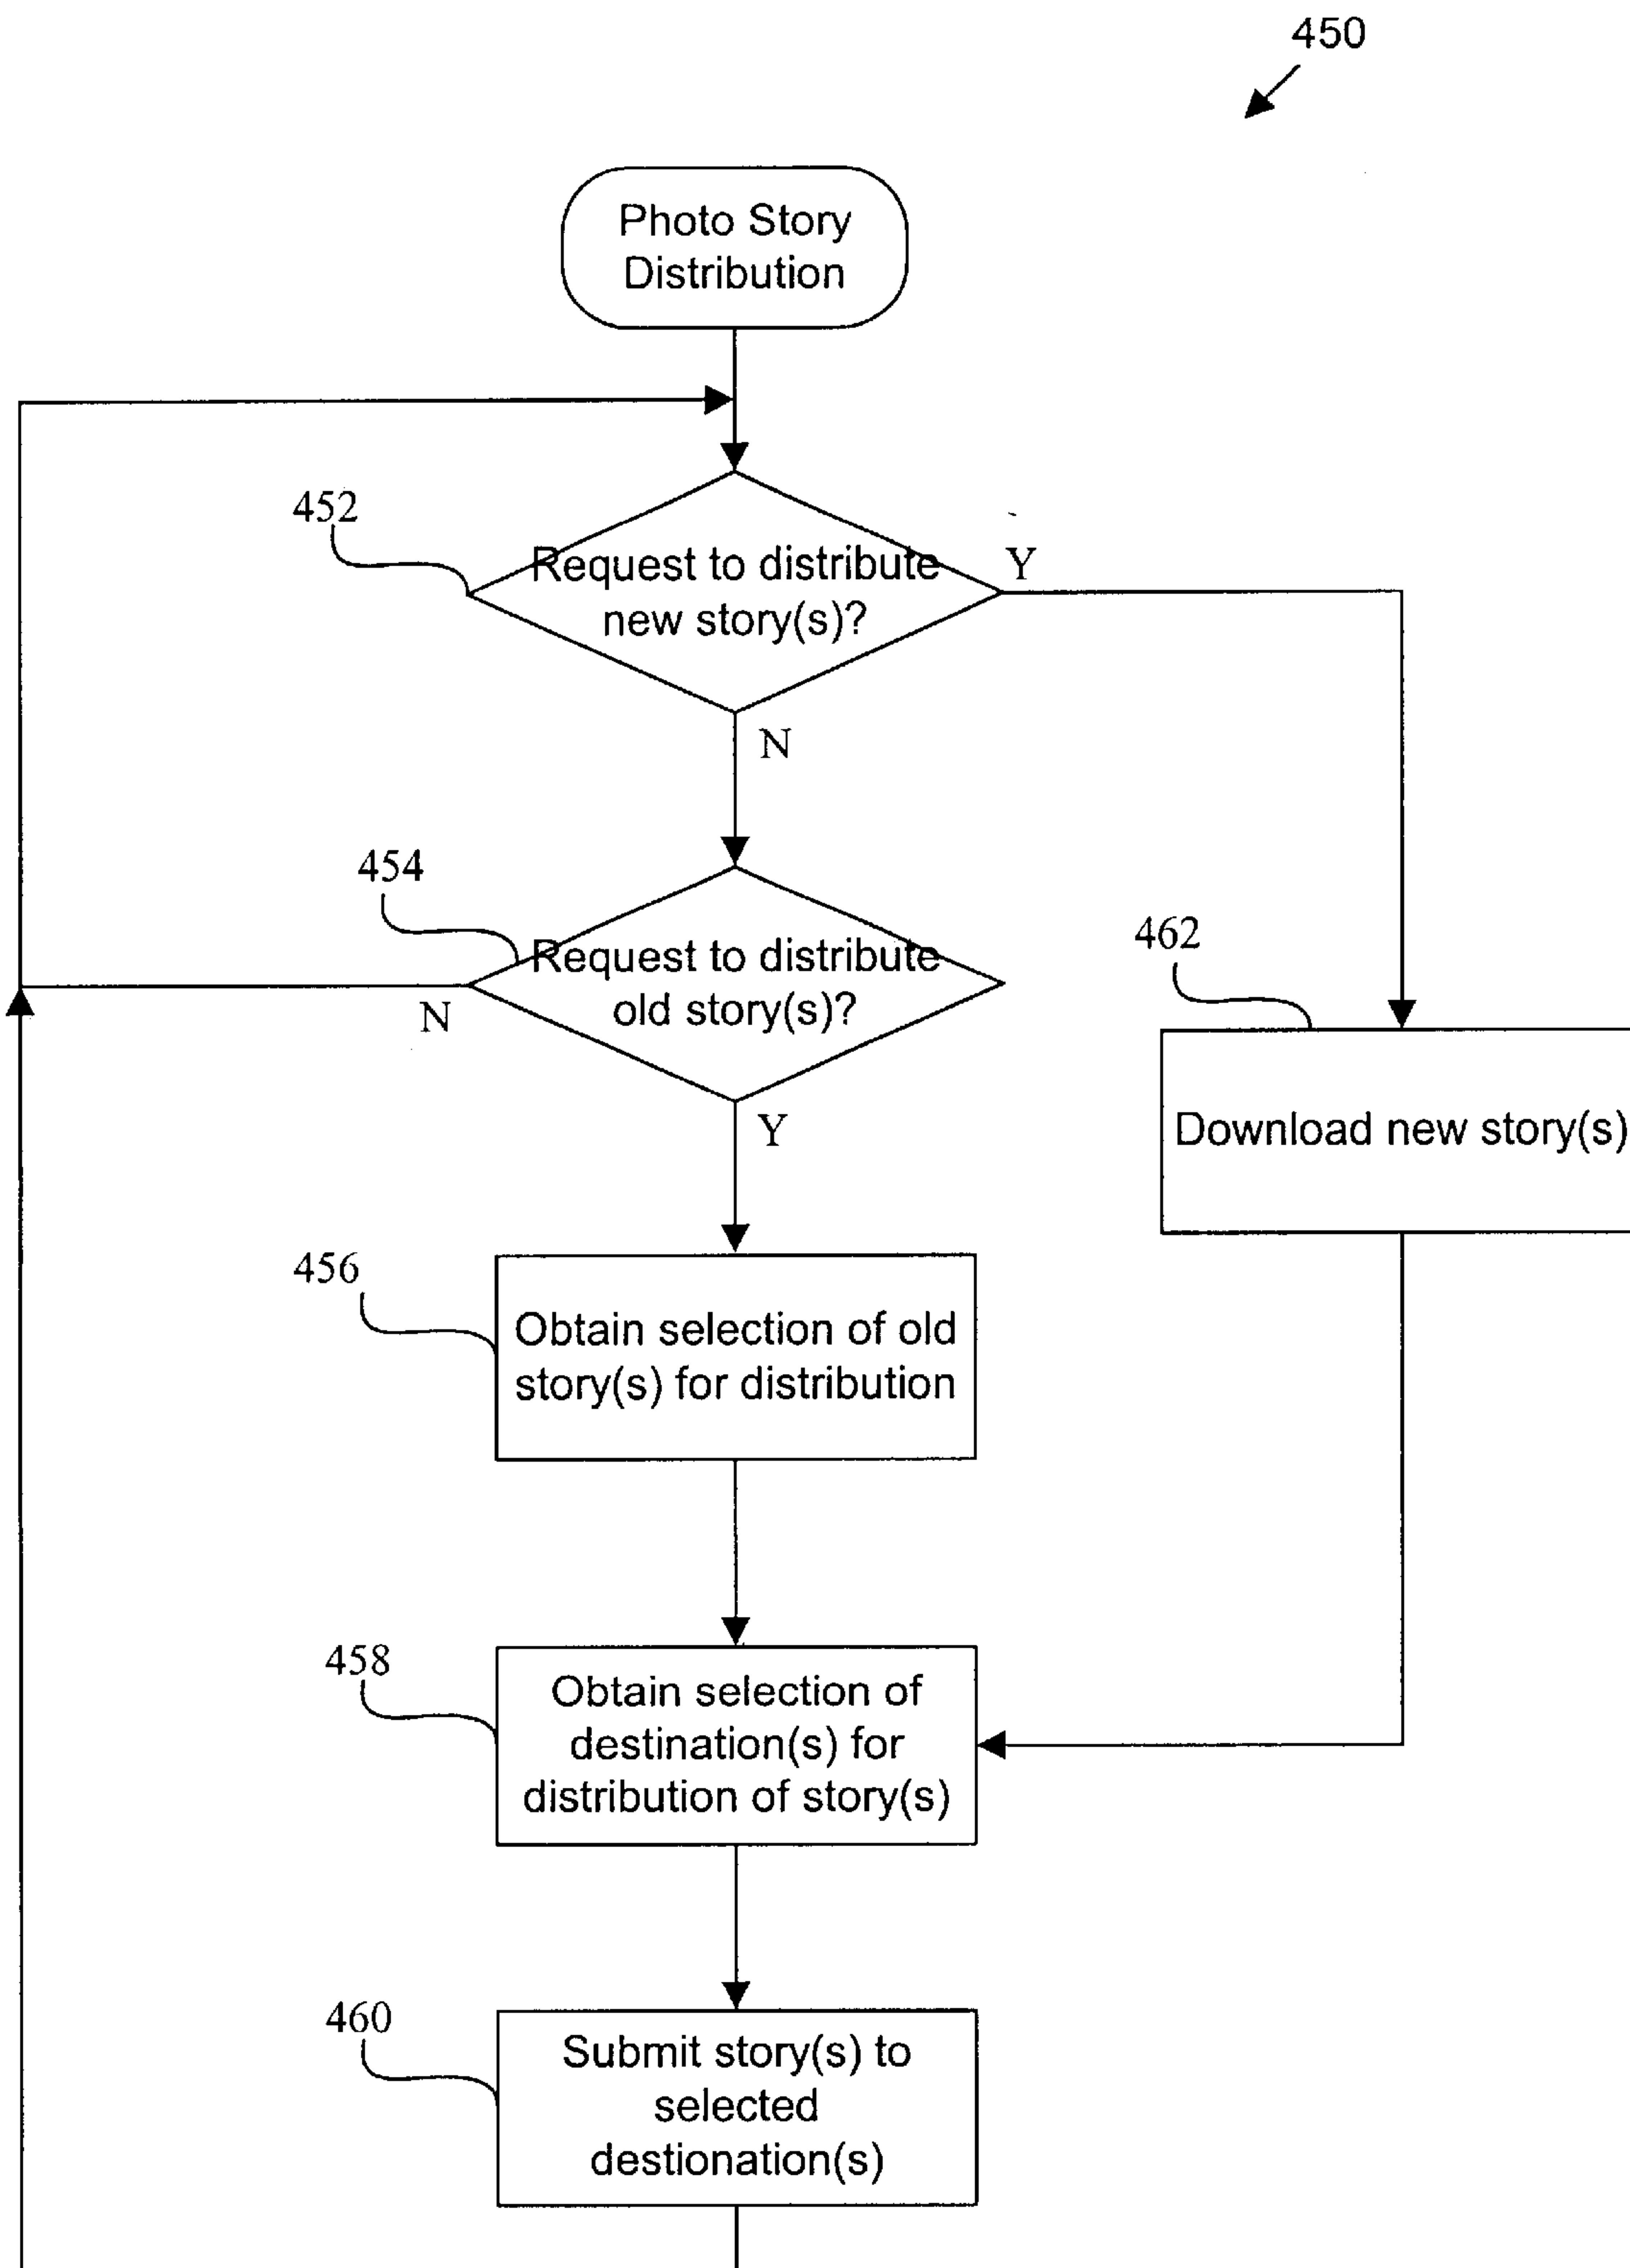 450
Photo Story
Distribution
452
Request to distribute
new story(s)?
Y
N
454
Request to distribute
old story(s)?
N
Y
462
Download new story(s)
456
Obtain selection of old
story(s) for distribution
458
Obtain selection of
destination(s) for
distribution of story(s)
460
Submit story(s) to
selected
destionation(s)